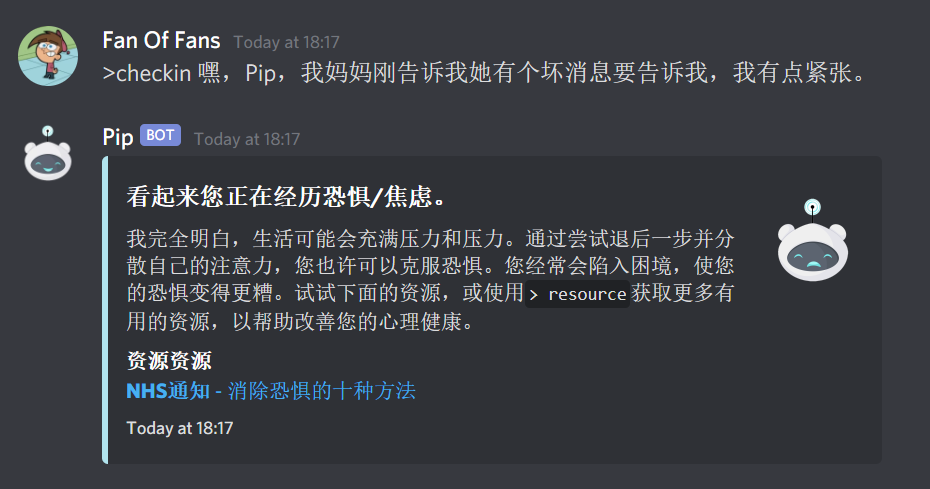 Fan Of Fans Today at 18:17
>checkin 嘿，Pip，我妈妈刚告诉我她有个坏消息要告诉我，我有点紧张。
Pip BOT Today at 18:17
看起来您正在经历恐惧/焦虑。
我完全明白，生活可能会充满压力和压力。通过尝试退后一步并分
散自己的注意力，您也许可以克服恐惧。您经常会陷入困境，使您
的恐惧变得更糟。试试下面的资源，或使用> resource获取更多有
用的资源，以帮助改善您的心理健康。
资源资源
NHS通知 - 消除恐惧的十种方法
Today at 18:17